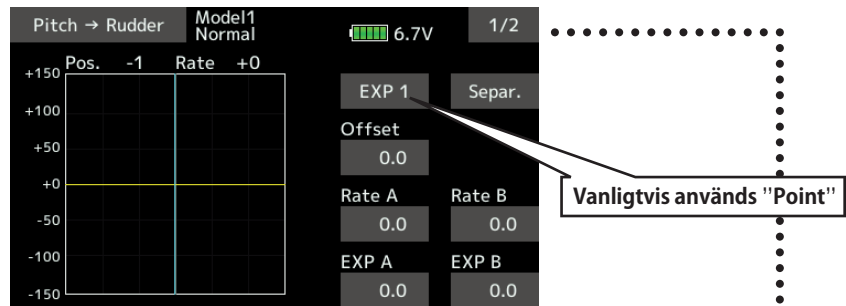 Pitch → Rudder Model1 Normal 6.7V 1/2
Pos. -1 Rate +0
+150
+100
+50
+0
-50
-100
-150
EXP 1 Separ.
Offset
0.0
Rate A Rate B
0.0 0.0
EXP A EXP B
0.0 0.0
Vanligtvis används ”Point”